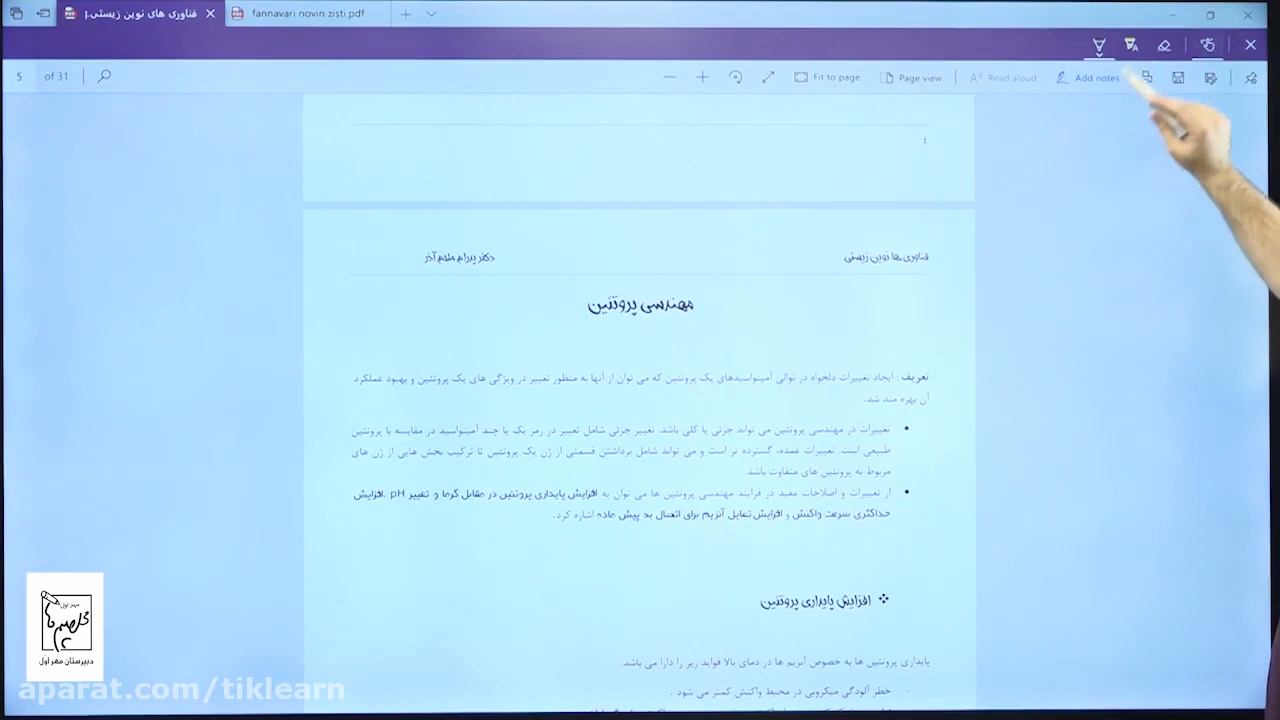 فناوری های نوین زیستی.p
fannavari novin zisti.pdf
5 of 31
Fit to page
Page view
Read aloud
Add notes
٤
فناوری ها نوین زیستی
دکتر پدرام ملام آذر
مهندسی پروتئین
تعریف : ایجاد تغییرات دلخواه در توالی آمینواسیدهای یک پروتئین که می توان از آنها به منظور تغییر در ویژگی های یک پروتئین و بهبود عملکرد
آن بهره مند شد.
• تغییرات در مهندسی پروتئین می تواند جزئی یا کلی باشد. تغییر جزئی شامل تغییر در رمز یک یا چند آمینواسید در مقایسه با پروتئین
طبیعی است. تغییرات عمده، گسترده تر است و می تواند شامل برداشتن قسمتی از ژن یک پروتئین تا ترکیب بخش هایی از ژن های
مربوط به پروتئین های متفاوت باشد.
• از تغییرات و اصلاحات مفید در فرایند مهندسی پروتئین ها می توان به افزایش پایداری پروتئین در مقابل گرما و تغییر pH ،افزایش
حداکثری سرعت واکنش و افزایش تمایل آنزیم برای اتصال به پیش ماده اشاره کرد.
❖ افزایش پایداری پروتئین
پایداری پروتئین ها به خصوص آنزیم ها در دمای بالا فواید زیر را دارا می باشد:
- خطر آلودگی میکروبی در محیط واکنش کمتر می شود .
مهر اول
دبیرستان مهر اول
aparat.com/tiklearn